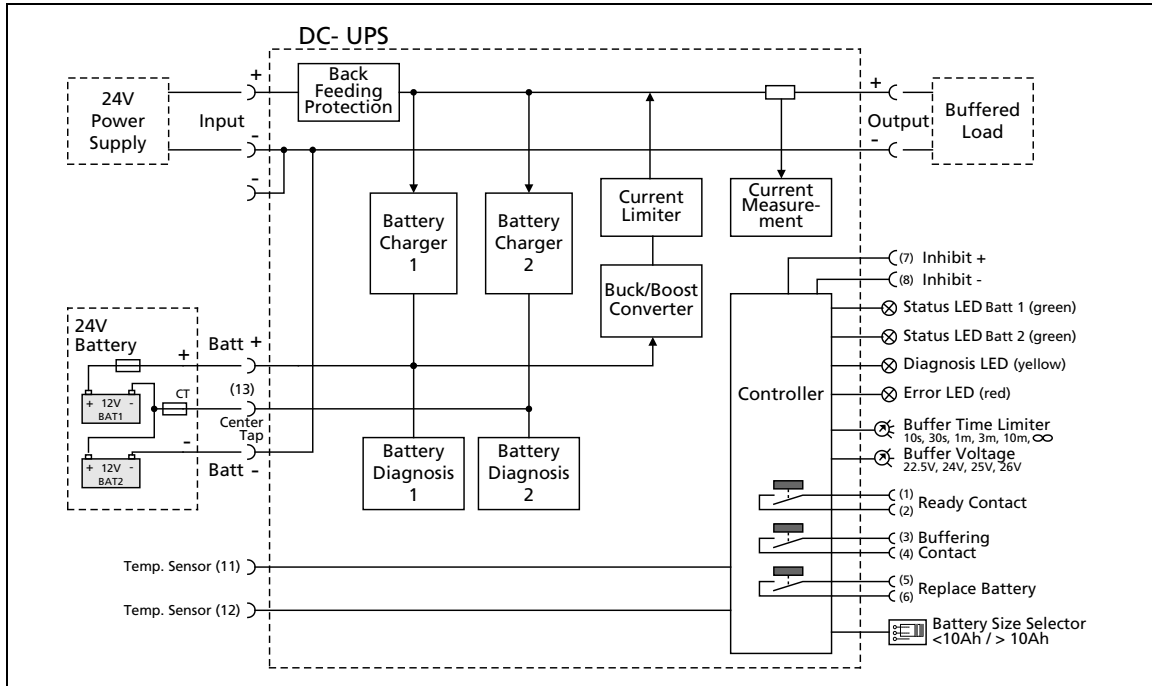 DC- UPS
24V
Power
Supply
+
Input
-
-
Back
Feeding
Protection
+
Output
-
Buffered
Load
Battery
Charger
1
Battery
Charger
2
Current
Limiter
Current
Measure-
ment
Buck/Boost
Converter
24V
Battery
+
Batt +
+ 12V -
BAT1
CT
(13)
Center
Tap
-
Batt -
+ 12V -
BAT2
Battery
Diagnosis
1
Battery
Diagnosis
2
Controller
(7) Inhibit +
(8) Inhibit -
Status LED Batt 1 (green)
Status LED Batt 2 (green)
Diagnosis LED (yellow)
Error LED (red)
Buffer Time Limiter
10s, 30s, 1m, 3m, 10m, ∞
Buffer Voltage
22.5V, 24V, 25V, 26V
(1)
(2) Ready Contact
(3) Buffering
(4) Contact
(5)
(6) Replace Battery
Temp. Sensor (11)
Temp. Sensor (12)
Battery Size Selector
<10Ah / > 10Ah